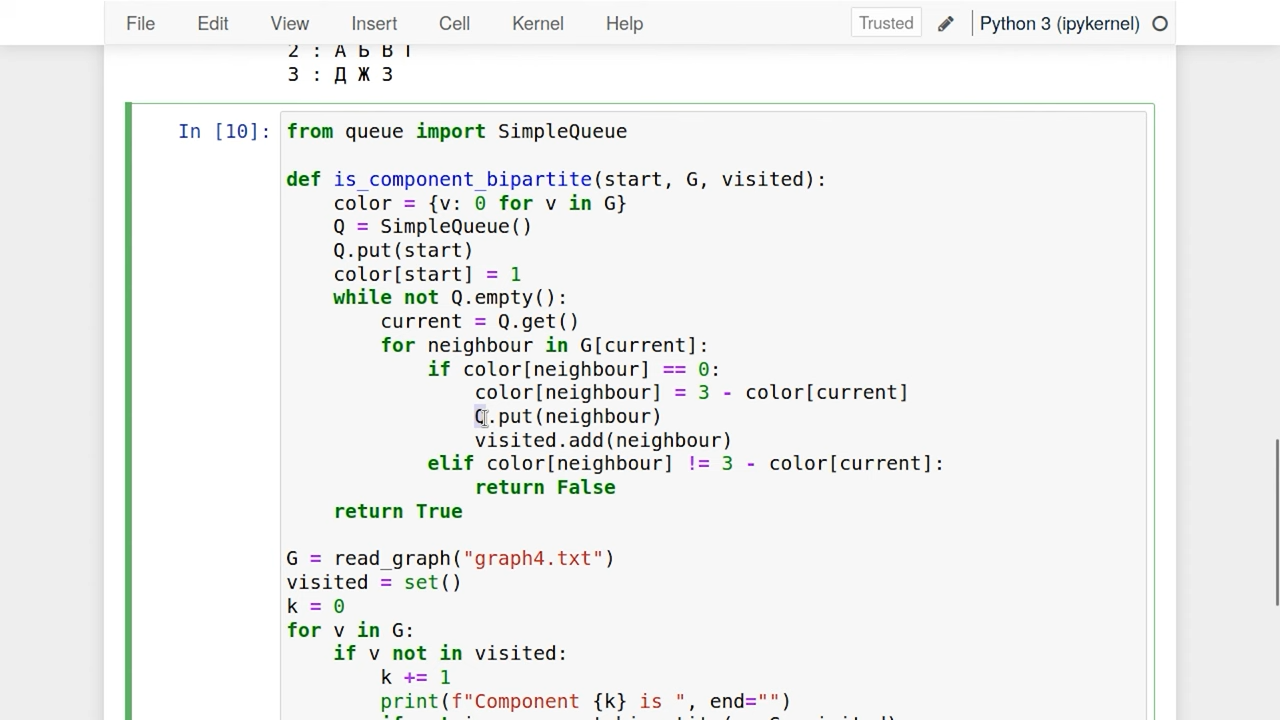 File Edit View Insert Cell Kernel Help Trusted Python 3 (ipykernel)
2 : А Б В Г
3 : Д Ж З
In [10]:
from queue import SimpleQueue
def is_component_bipartite(start, G, visited):
    color = {v: 0 for v in G}
    Q = SimpleQueue()
    Q.put(start)
    color[start] = 1
    while not Q.empty():
        current = Q.get()
        for neighbour in G[current]:
            if color[neighbour] == 0:
                color[neighbour] = 3 - color[current]
                Q.put(neighbour)
                visited.add(neighbour)
            elif color[neighbour] != 3 - color[current]:
                return False
    return True
G = read_graph("graph4.txt")
visited = set()
k = 0
for v in G:
    if v not in visited:
        k += 1
        print(f"Component {k} is ", end="")